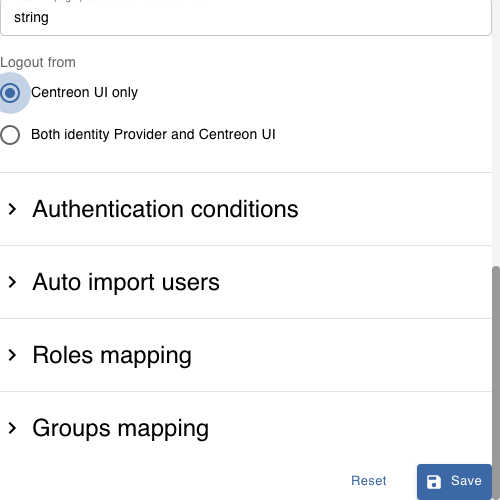 string
Logout from
Centreon UI only
Both identity Provider and Centreon UI
Authentication conditions
Auto import users
Roles mapping
Groups mapping
Reset
Save